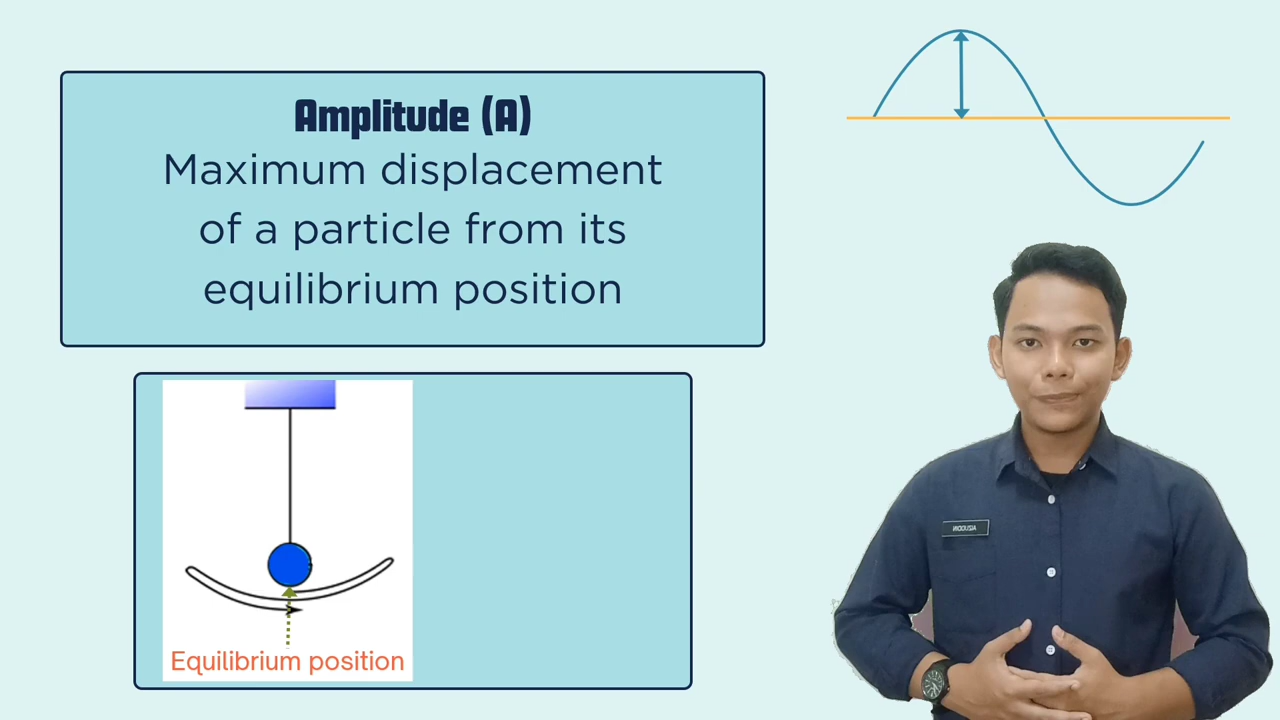 Amplitude (A)
Maximum displacement
of a particle from its
equilibrium position
Equilibrium position